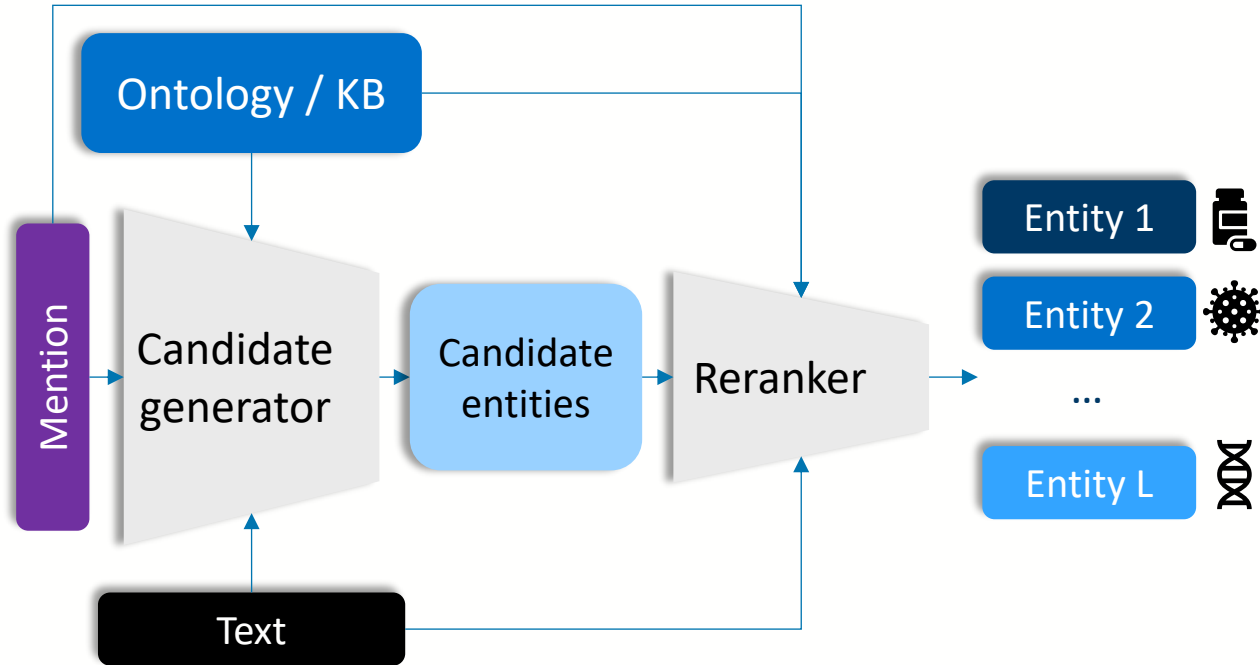 Ontology / KB
Mention
Candidate
generator
Candidate
entities
Reranker
Text
Entity 1
Entity 2
...
Entity L